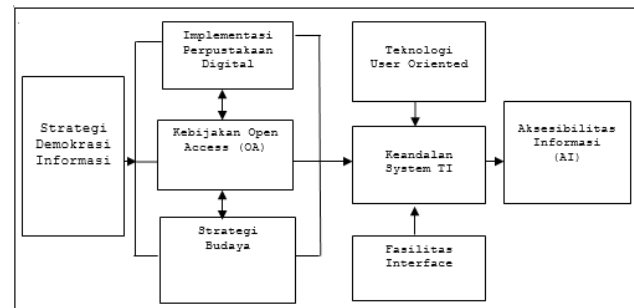 Strategi
Demokrasi
Informasi
Implementasi
Perpustakaan
Digital
Kebijakan Open
Access (OA)
Strategi
Budaya
Teknologi
User Oriented
Keandalan
System TI
Fasilitas
Interface
Aksesibilitas
Informasi
(AI)